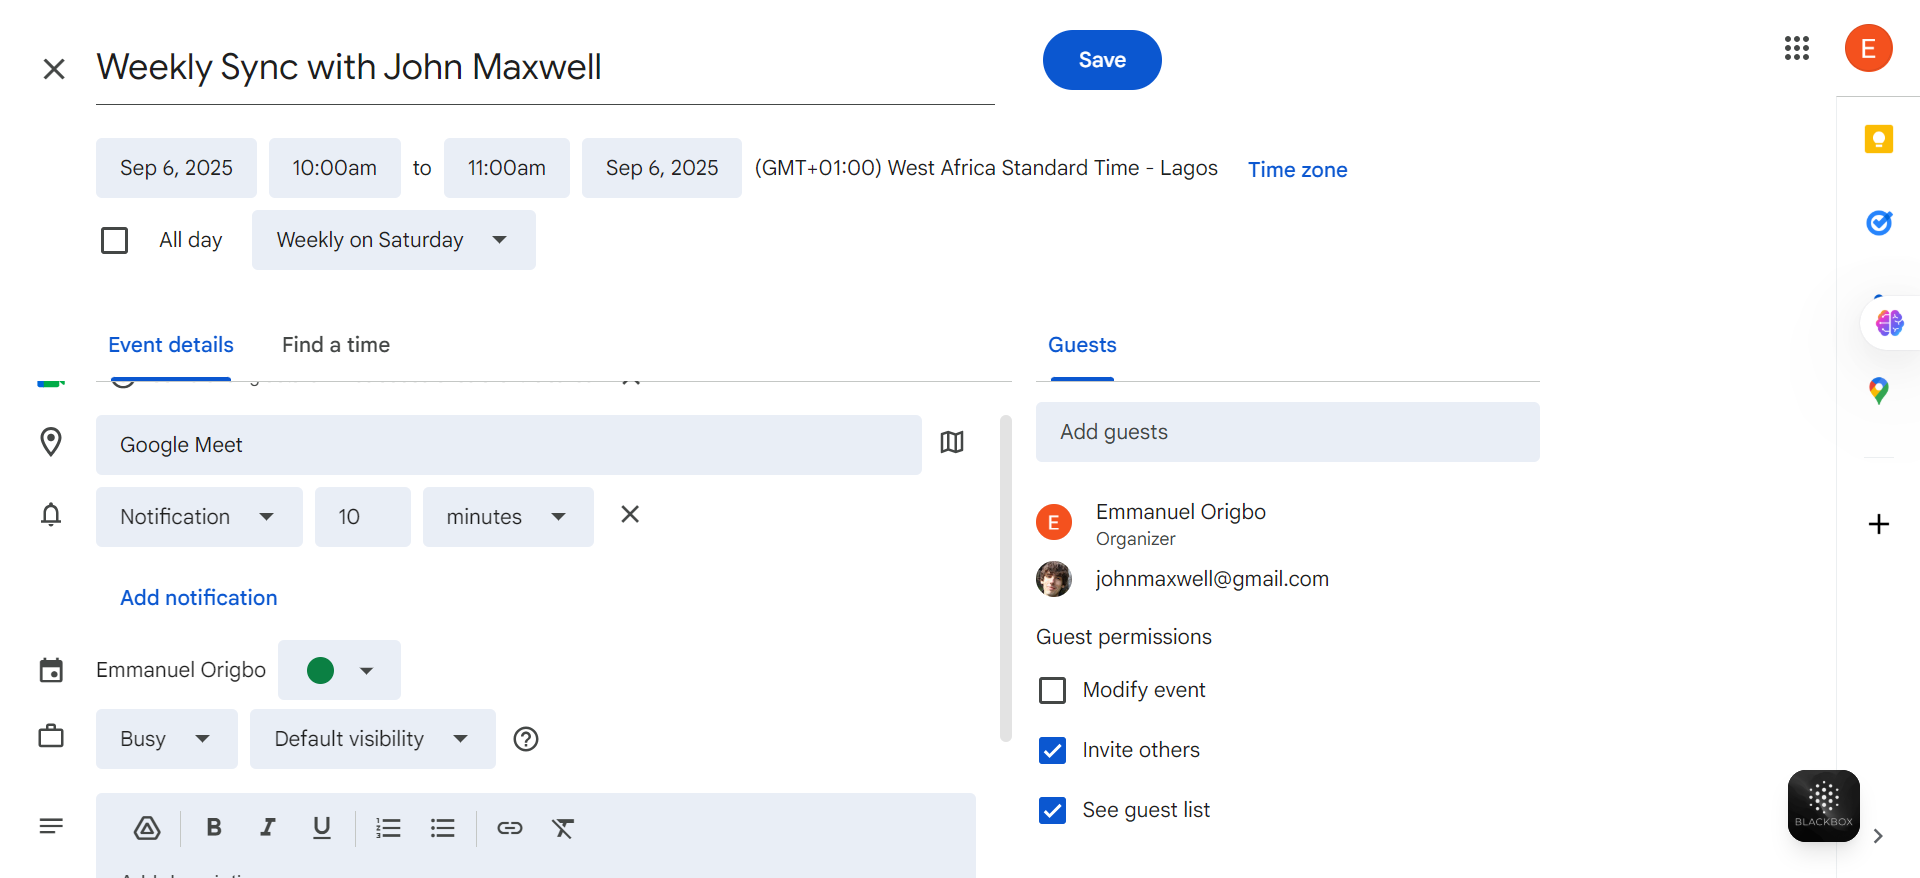 Weekly Sync with John Maxwell
Save
E
Sep 6, 2025 10:00am to 11:00am Sep 6, 2025 (GMT+01:00) West Africa Standard Time - Lagos Time zone
All day Weekly on Saturday
Event details Find a time
Guests
Google Meet
Add guests
Notification 10 minutes
E Emmanuel Origbo
Organizer
johnmaxwell@gmail.com
Add notification
Guest permissions
Emmanuel Origbo
Modify event
Busy Default visibility
Invite others
See guest list
B I U
BLACKBOX